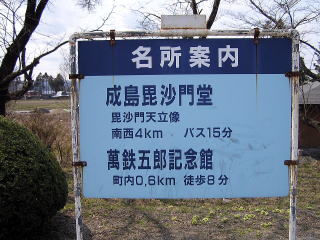 名所案内
成島毘沙門堂
毘沙門天立像
南西4km バス15分
萬鉄五郎記念館
町内0.6km 徒歩8分